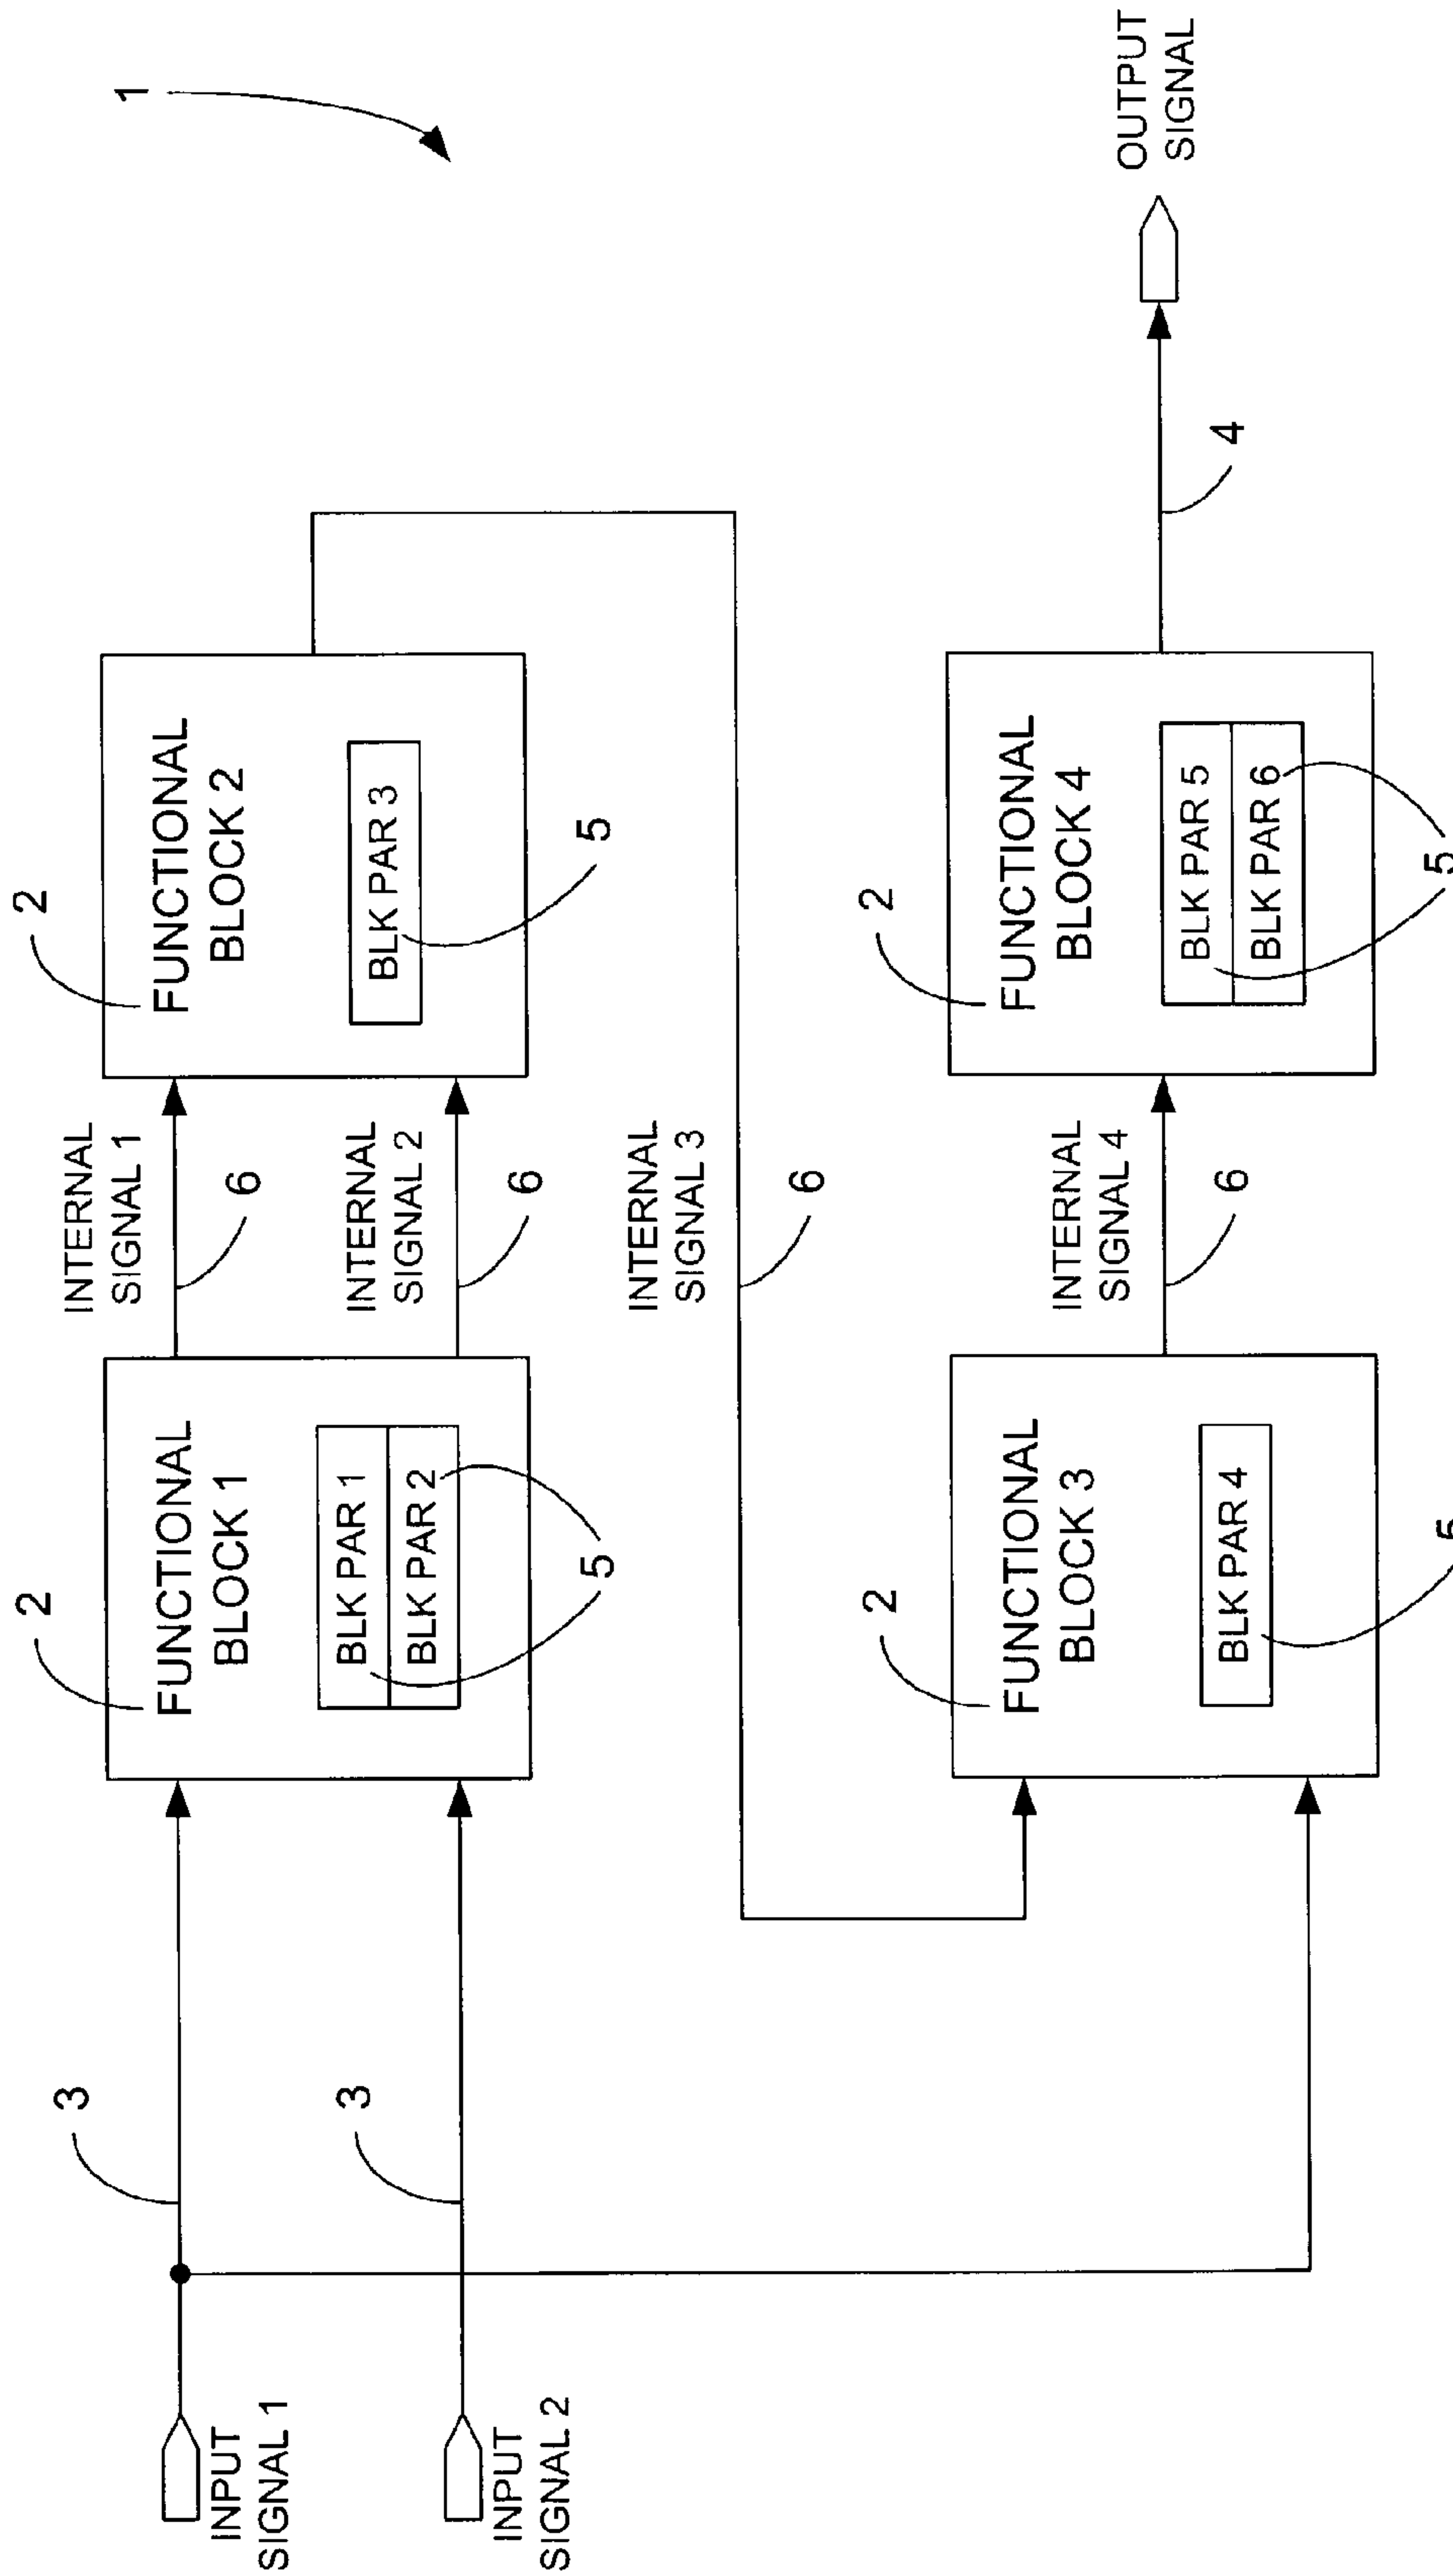 1
2
2
FUNCTIONAL
BLOCK 1
BLK PAR 1
BLK PAR 2
5
INTERNAL
SIGNAL 1
6
INTERNAL
SIGNAL 2
6
FUNCTIONAL
BLOCK 2
BLK PAR 3
5
3
3
INPUT
SIGNAL 1
INPUT
SIGNAL 2
INTERNAL
SIGNAL 3
6
2
FUNCTIONAL
BLOCK 3
BLK PAR 4
5
INTERNAL
SIGNAL 4
6
2
FUNCTIONAL
BLOCK 4
BLK PAR 5
BLK PAR 6
5
4
OUTPUT
SIGNAL